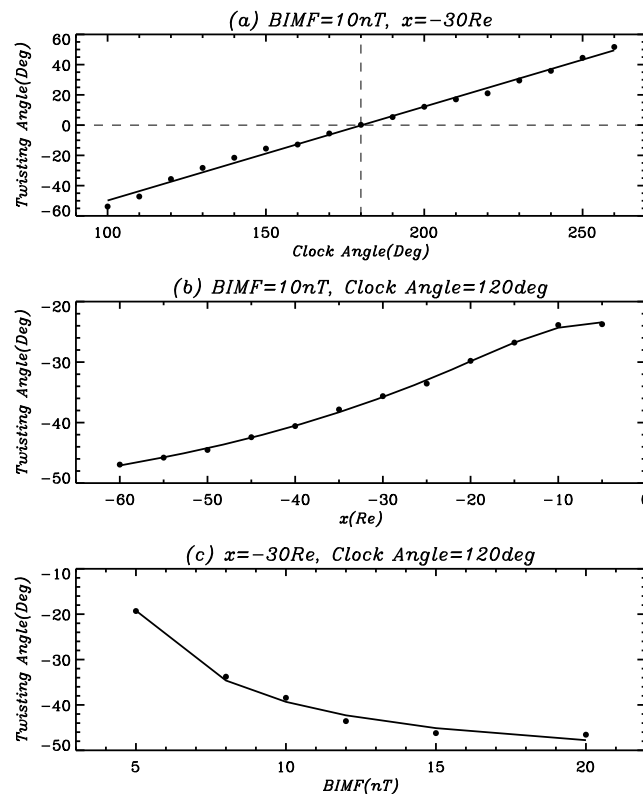 (a) BIMF=10nT, x=-30Re
Twisting Angle(Deg)
60
40
20
0
-20
-40
-60
100 150 200 250
Clock Angle(Deg)
(b) BIMF=10nT, Clock Angle=120deg
Twisting Angle(Deg)
-20
-30
-40
-50
-60 -50 -40 -30 -20 -10 0
x(Re)
(c) x=-30Re, Clock Angle=120deg
Twisting Angle(Deg)
-10
-20
-30
-40
-50
5 10 15 20
BIMF(nT)